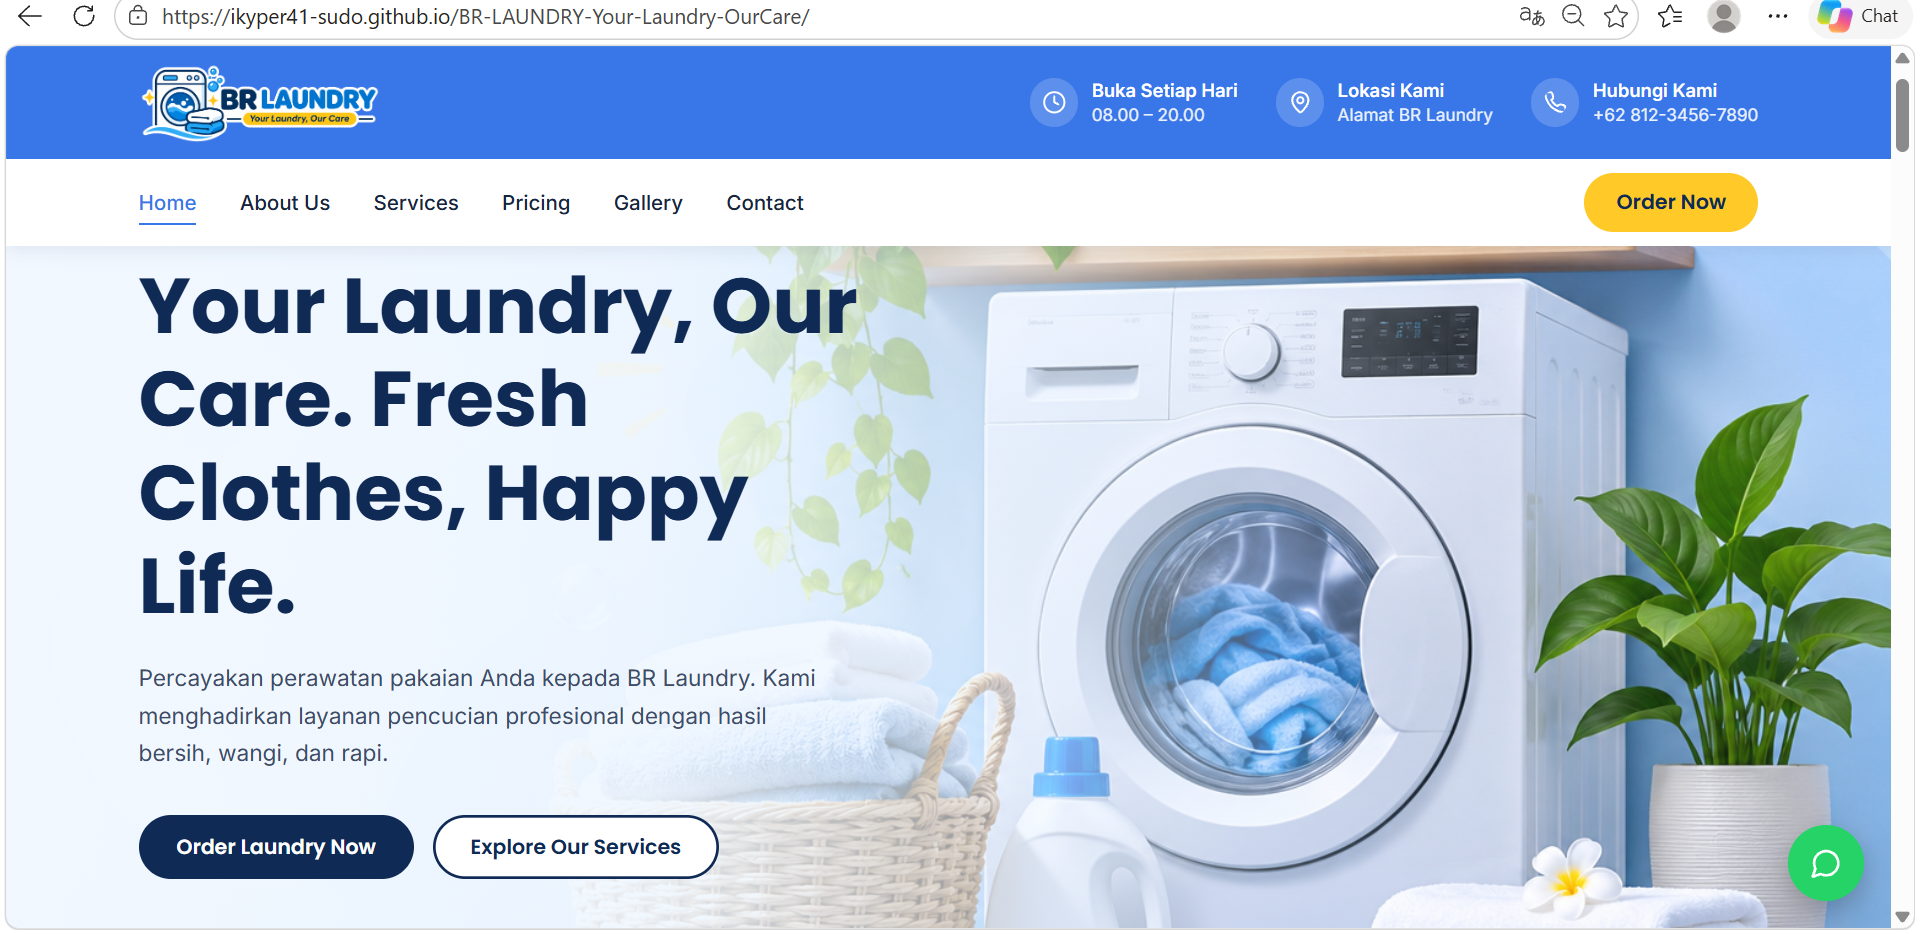 https://ikyper41-sudo.github.io/BR-LAUNDRY-Your-Laundry-OurCare/
Chat
BR LAUNDRY
Your Laundry, Our Care
Buka Setiap Hari
08.00 – 20.00
Lokasi Kami
Alamat BR Laundry
Hubungi Kami
+62 812-3456-7890
Home
About Us
Services
Pricing
Gallery
Contact
Order Now
Your Laundry, Our
Care. Fresh
Clothes, Happy
Life.
Percayakan perawatan pakaian Anda kepada BR Laundry. Kami
menghadirkan layanan pencucian profesional dengan hasil
bersih, wangi, dan rapi.
Order Laundry Now
Explore Our Services